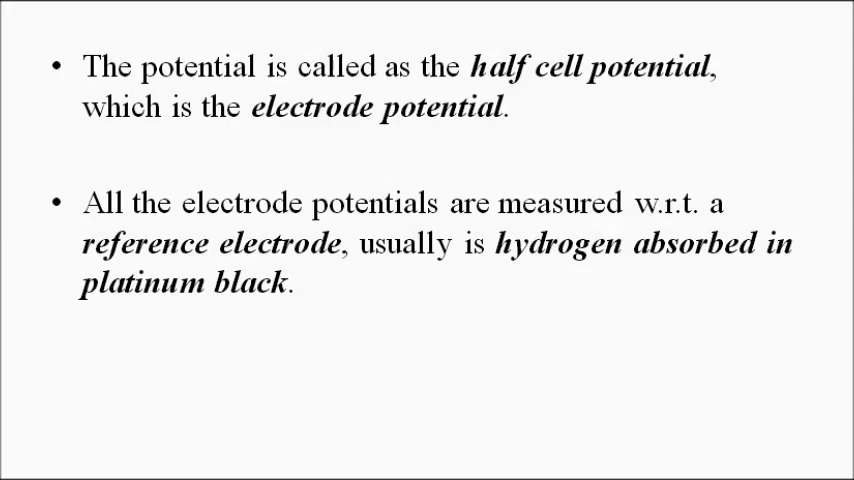 • The potential is called as the half cell potential,
which is the electrode potential.
• All the electrode potentials are measured w.r.t. a
reference electrode, usually is hydrogen absorbed in
platinum black.